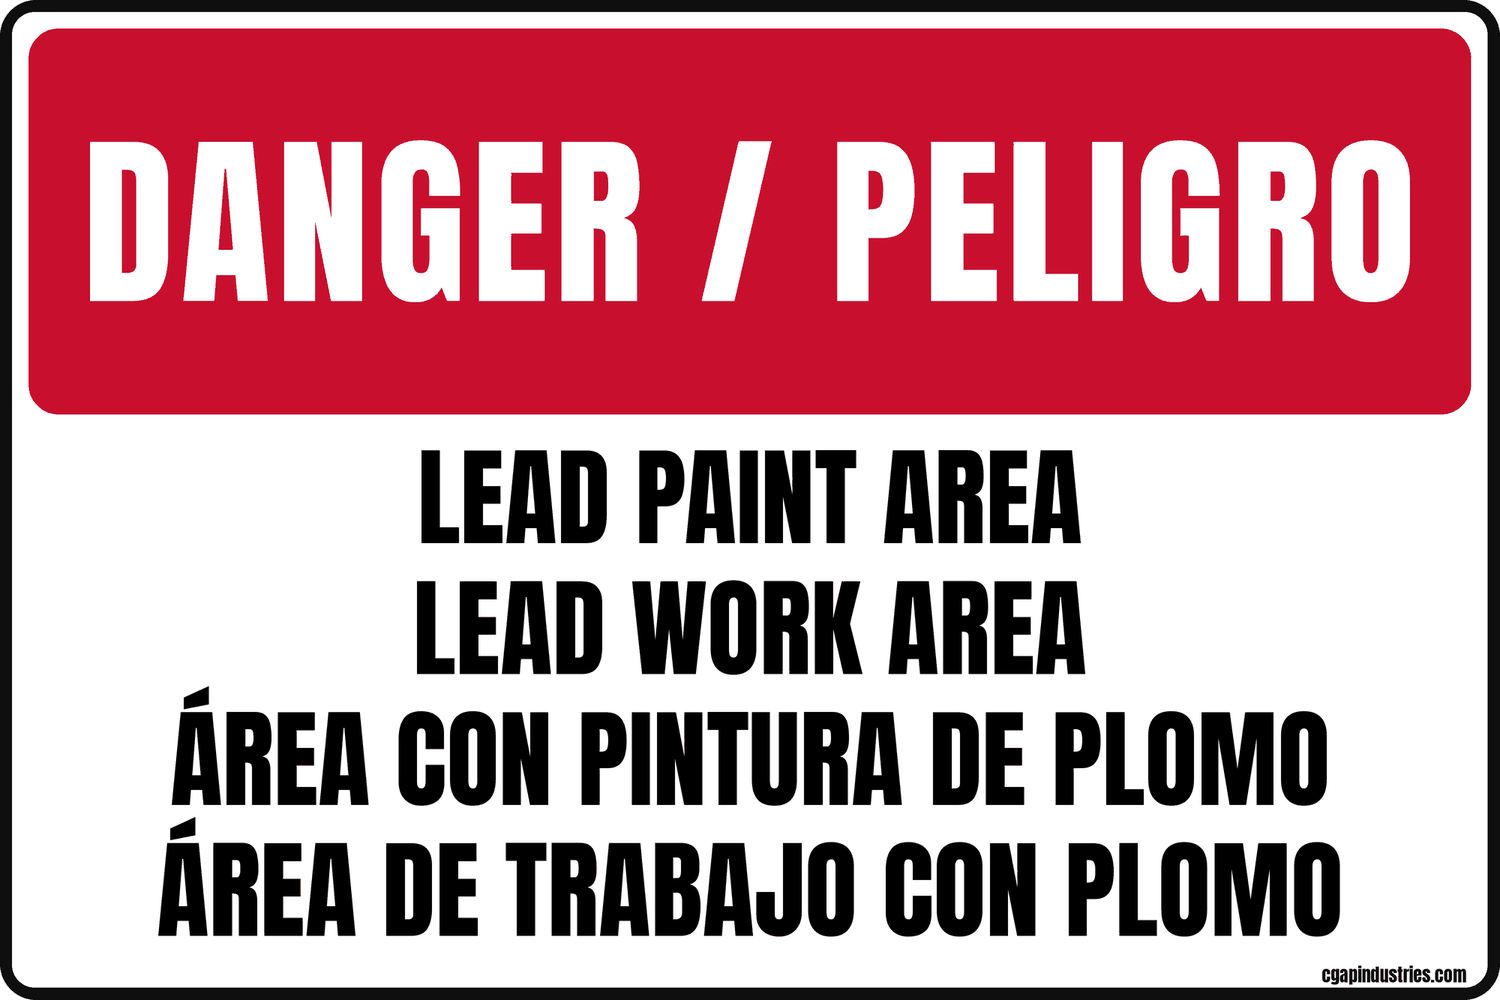 DANGER / PELIGRO
LEAD PAINT AREA
LEAD WORK AREA
ÁREA CON PINTURA DE PLOMO
ÁREA DE TRABAJO CON PLOMO
cgapindustries.com